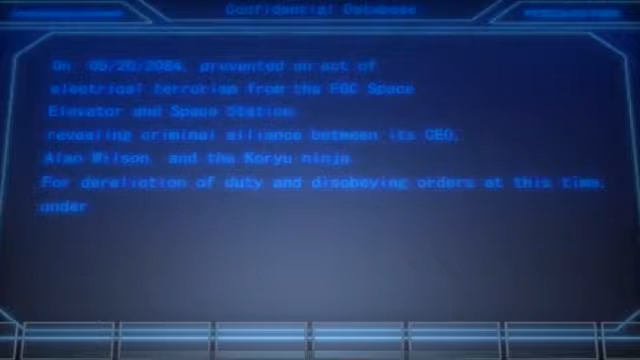 Confidential Database
On 05/20/2084, prevented an act of
electrical terrorism from the FGC Space
Elevator and Space Station
revealing criminal alliance between its CEO,
Alan Wilson and the Koryu ninja
For dereliction of duty and disobeying orders at this time,
under